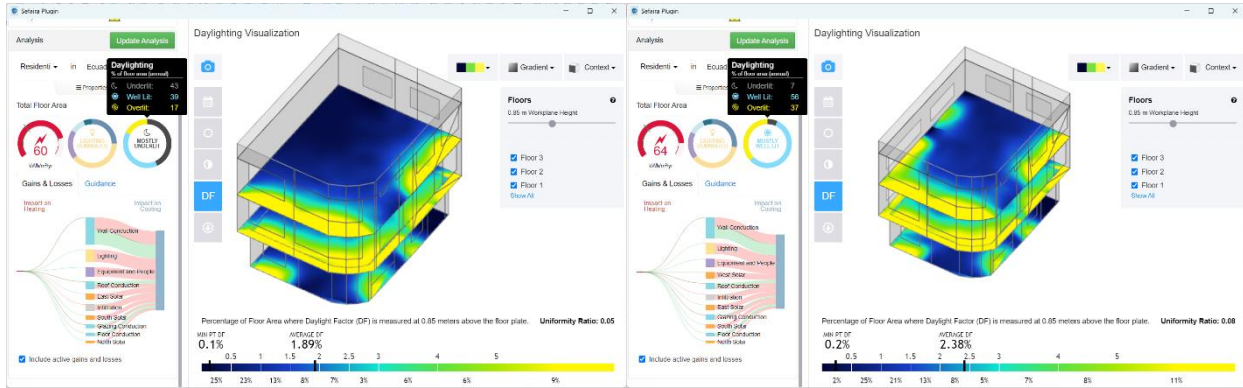 Sefaira Plugin
Analysis
Update Analysis
Residenti
in
Ecuad
Daylighting
% of floor area (annual)
Underlit: 43
Well Lit: 39
Overlit: 17
Properties
Total Floor Area
60
kWh/m²/yr
LIGHTING
DOMINATED
MOSTLY
UNDERLIT
Gains & Losses
Guidance
Impact on
Heating
Impact on
Cooling
Wall Conduction
Lighting
Equipment and People
Roof Conduction
East Solar
Infiltration
South Solar
Glazing Conduction
Floor Conduction
North Solar
Include active gains and losses
Daylighting Visualization
DF
Gradient
Context
Floors
0.85 m Workplane Height
Floor 3
Floor 2
Floor 1
Show All
Percentage of Floor Area where Daylight Factor (DF) is measured at 0.85 meters above the floor plate.
Uniformity Ratio: 0.05
MIN PT DF
0.1%
AVERAGE DF
1.89%
0.5 1 1.5 2 2.5 3 4 5
25% 23% 13% 8% 7% 3% 6% 6% 9%
Sefaira Plugin
Analysis
Update Analysis
Residenti
in
Ecuad
Daylighting
% of floor area (annual)
Underlit: 7
Well Lit: 56
Overlit: 37
Properties
Total Floor Area
64
kWh/m²/yr
LIGHTING
DOMINATED
MOSTLY
WELL LIT
Gains & Losses
Guidance
Impact on
Heating
Impact on
Cooling
Wall Conduction
Lighting
Equipment and People
West Solar
Roof Conduction
Infiltration
East Solar
Glazing Conduction
South Solar
Floor Conduction
North Solar
Include active gains and losses
Daylighting Visualization
DF
Gradient
Context
Floors
0.85 m Workplane Height
Floor 3
Floor 2
Floor 1
Show All
Percentage of Floor Area where Daylight Factor (DF) is measured at 0.85 meters above the floor plate.
Uniformity Ratio: 0.08
MIN PT DF
0.2%
AVERAGE DF
2.38%
0.5 1 1.5 2 2.5 3 4 5
2% 25% 21% 13% 8% 5% 7% 8% 11%